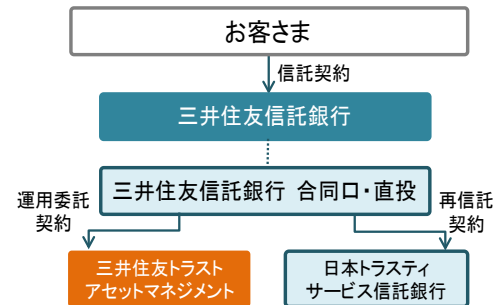 お客さま
信託契約
三井住友信託銀行
三井住友信託銀行 合同口・直投
運用委託
契約
再信託
契約
三井住友トラスト
アセットマネジメント
日本トラスティ
サービス信託銀行